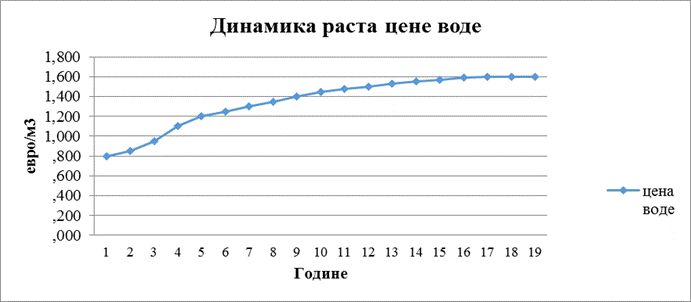 Динамика раста цене воде
1,800
1,600
1,400
1,200
1,000
,800
,600
,400
,200
,000
евро/м3
1 2 3 4 5 6 7 8 9 10 11 12 13 14 15 16 17 18 19
Године
цена
воде